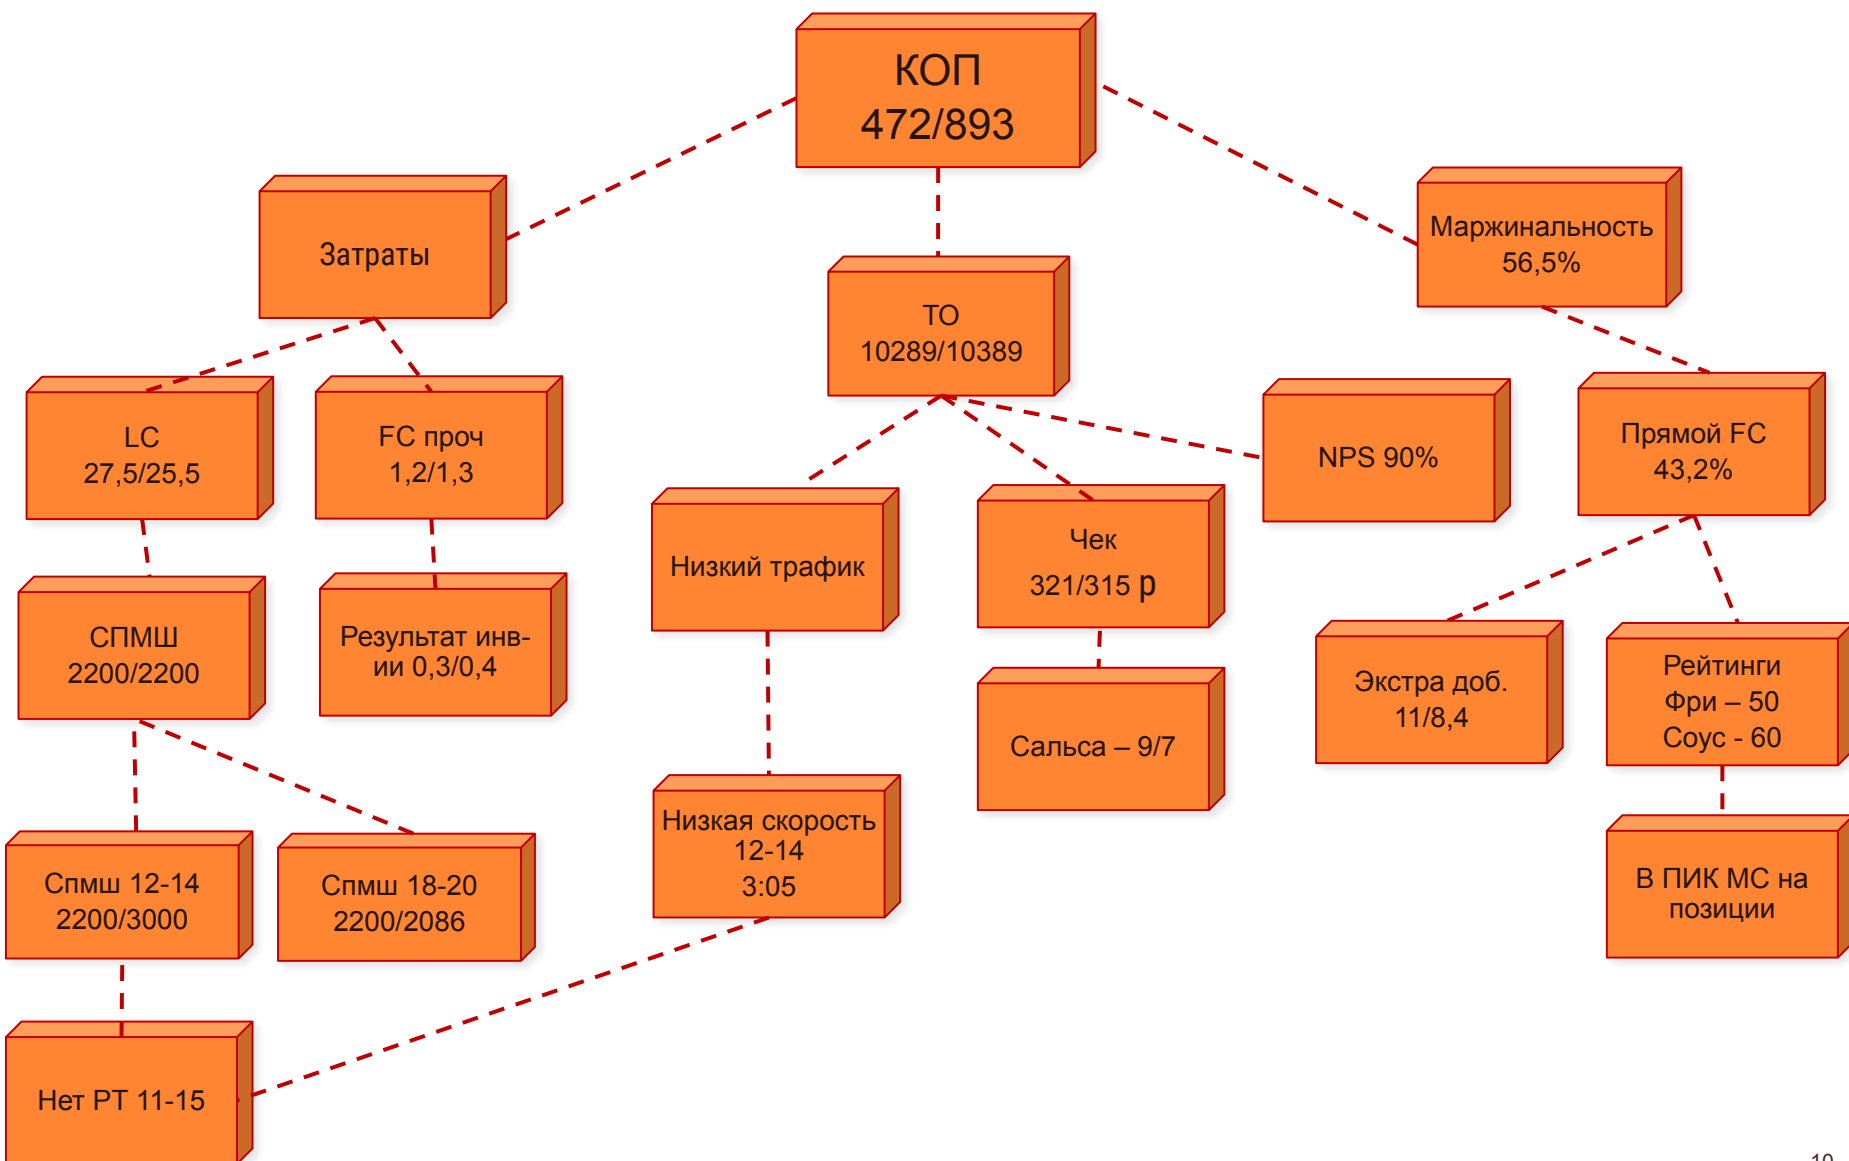 КОП
472/893
Затраты
Маржинальность
56,5%
ТО
10289/10389
LC
27,5/25,5
FC проч
1,2/1,3
NPS 90%
Прямой FC
43,2%
Низкий трафик
Чек
321/315 р
СПМШ
2200/2200
Результат инв-
ии 0,3/0,4
Экстра доб.
11/8,4
Рейтинги
Фри – 50
Соус - 60
Сальса – 9/7
Низкая скорость
12-14
3:05
Спмш 12-14
2200/3000
Спмш 18-20
2200/2086
В ПИК МС на
позиции
Нет РТ 11-15